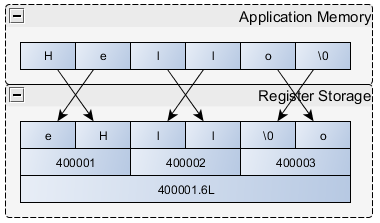 Application Memory
H e l l o \0
Register Storage
e H l l \0 o
400001 400002 400003
400001.6L